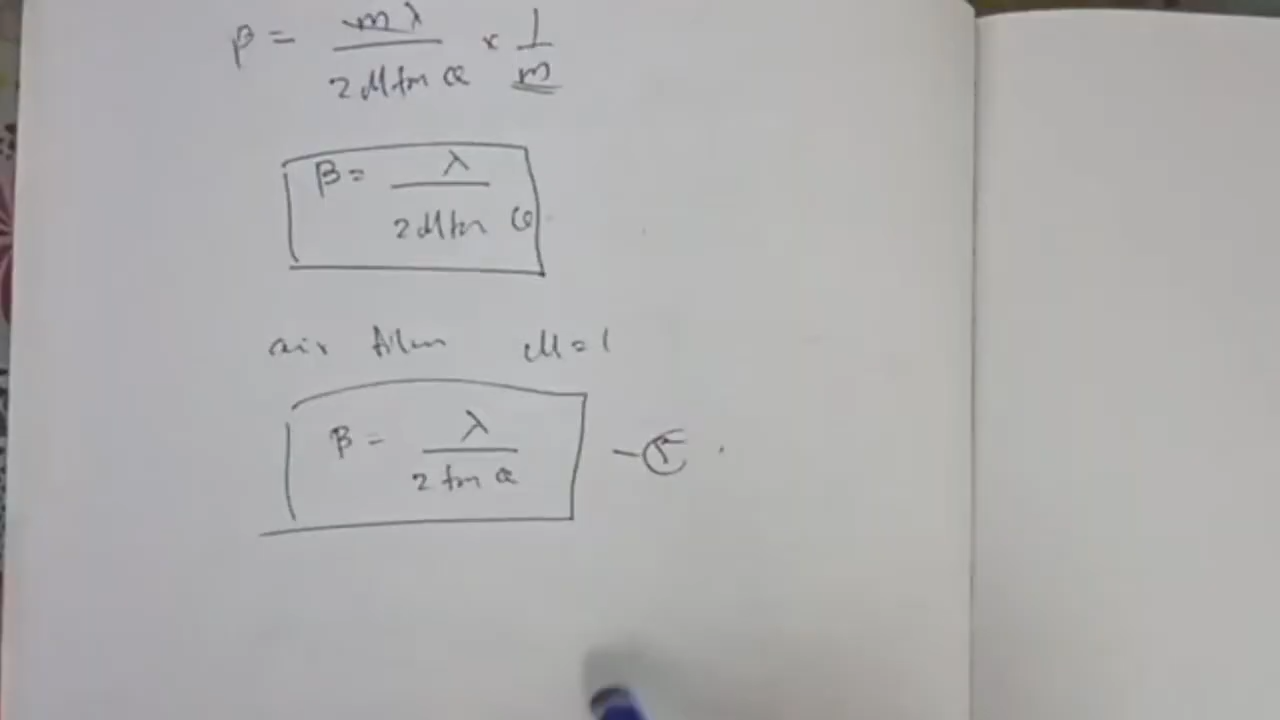 β = mλ / 2μ tan α × 1/m
β = λ / 2μ tan α
air film μ = 1
β = λ / 2 tan α